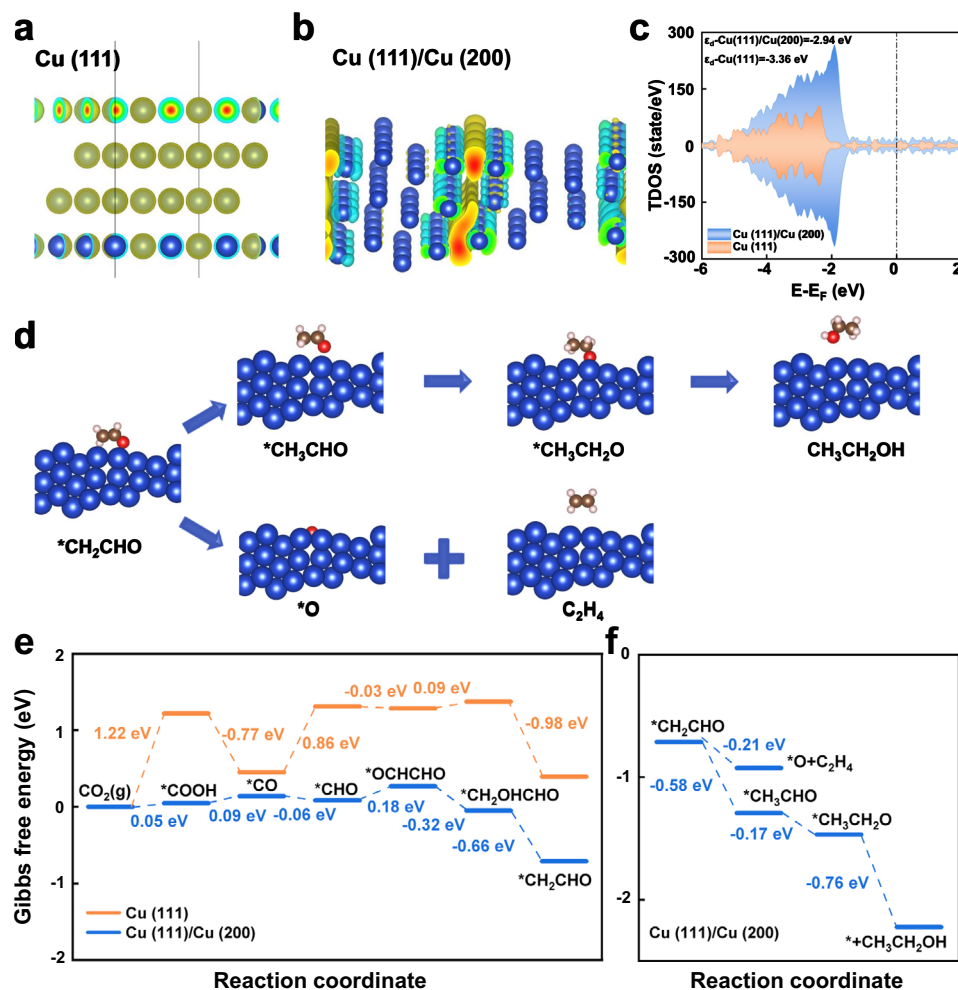 a
Cu (111)
b
Cu (111)/Cu (200)
c
TDOS (state/eV)
300
150
0
-150
-300
εd-Cu(111)/Cu(200)=-2.94 eV
εd-Cu(111)=-3.36 eV
Cu (111)/Cu (200)
Cu (111)
-6
-4
-2
0
2
E-EF (eV)
d
*CH₂CHO
*CH₃CHO
*CH₃CH₂O
CH₃CH₂OH
*O
C₂H₄
e
Gibbs free energy (eV)
2
1
0
-1
-2
1.22 eV
-0.77 eV
0.86 eV
-0.03 eV
0.09 eV
-0.98 eV
CO₂(g)
*COOH
*CO
*CHO
*OCHCHO
*CH₂OHCHO
*CH₂CHO
0.05 eV
0.09 eV
-0.06 eV
0.18 eV
-0.32 eV
-0.66 eV
Cu (111)
Cu (111)/Cu (200)
Reaction coordinate
f
0
-1
-2
*CH₂CHO
-0.21 eV
*O+C₂H₄
-0.58 eV
*CH₃CHO
-0.17 eV
*CH₃CH₂O
-0.76 eV
Cu (111)/Cu (200)
*+CH₃CH₂OH
Reaction coordinate